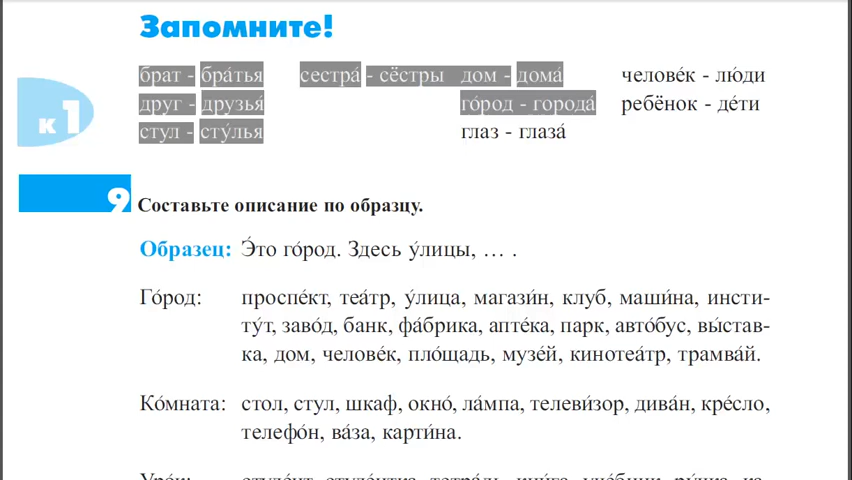 Запомните!
бра́т - бра́тья сестра́ - сёстры дом - дома́ челове́к - лю́ди
друг - друзья́ го́род - города́ ребёнок - де́ти
стул - сту́лья глаз - глаза́
к 1
9 Составьте описание по образцу.
Образец: Э́то го́род. Здесь у́лицы, … .
Го́род: проспе́кт, теа́тр, у́лица, магази́н, клуб, маши́на, инсти-
ту́т, заво́д, банк, фа́брика, апте́ка, парк, авто́бус, вы́став-
ка, дом, челове́к, пло́щадь, музе́й, кинотеа́тр, трамва́й.
Ко́мната: стол, стул, шкаф, окно́, ла́мпа, телеви́зор, дива́н, кре́сло,
телефо́н, ва́за, карти́на.